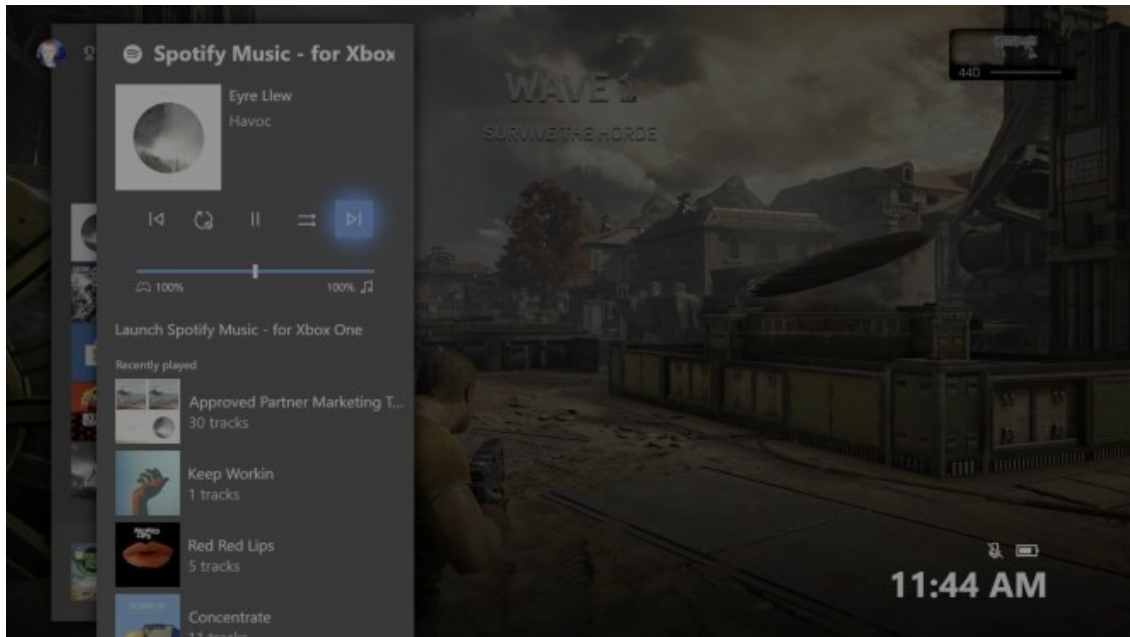 Spotify Music - for Xbox
Eyre Llew
Havoc
100%
100%
Launch Spotify Music - for Xbox One
Recently played
Approved Partner Marketing T...
30 tracks
Keep Workin
1 tracks
Red Red Lips
5 tracks
Concentrate
11 tracks
WAVE 1
SURVIVE THE HORDE
440
11:44 AM